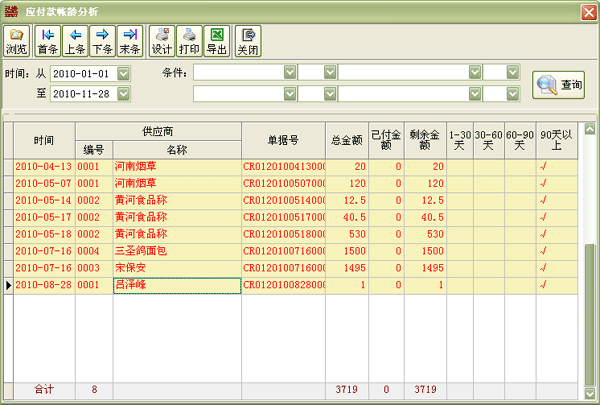 应付款帐龄分析
浏览 首条 上条 下条 末条 设计 打印 导出 关闭
时间: 从 2010-01-01 条件:
至 2010-11-28 查询
时间 供应商 单据号 总金额 已付金额 剩余金额 1-30天 30-60天 60-90天 90天以上
编号 名称
2010-04-13 0001 河南烟草 CR0120100413000 20 0 20 √
2010-05-07 0001 河南烟草 CR0120100507000 120 0 120 √
2010-05-14 0002 黄河食品称 CR0120100514000 12.5 0 12.5 √
2010-05-17 0002 黄河食品称 CR0120100517000 40.5 0 40.5 √
2010-05-18 0002 黄河食品称 CR0120100518000 530 0 530 √
2010-07-16 0004 三圣鸽面包 CR0120100716000 1500 0 1500 √
2010-07-16 0003 宋保安 CR0120100716000 1495 0 1495 √
2010-08-28 0001 吕泽峰 CR0120100828000 1 0 1 √
合计 8 3719 0 3719